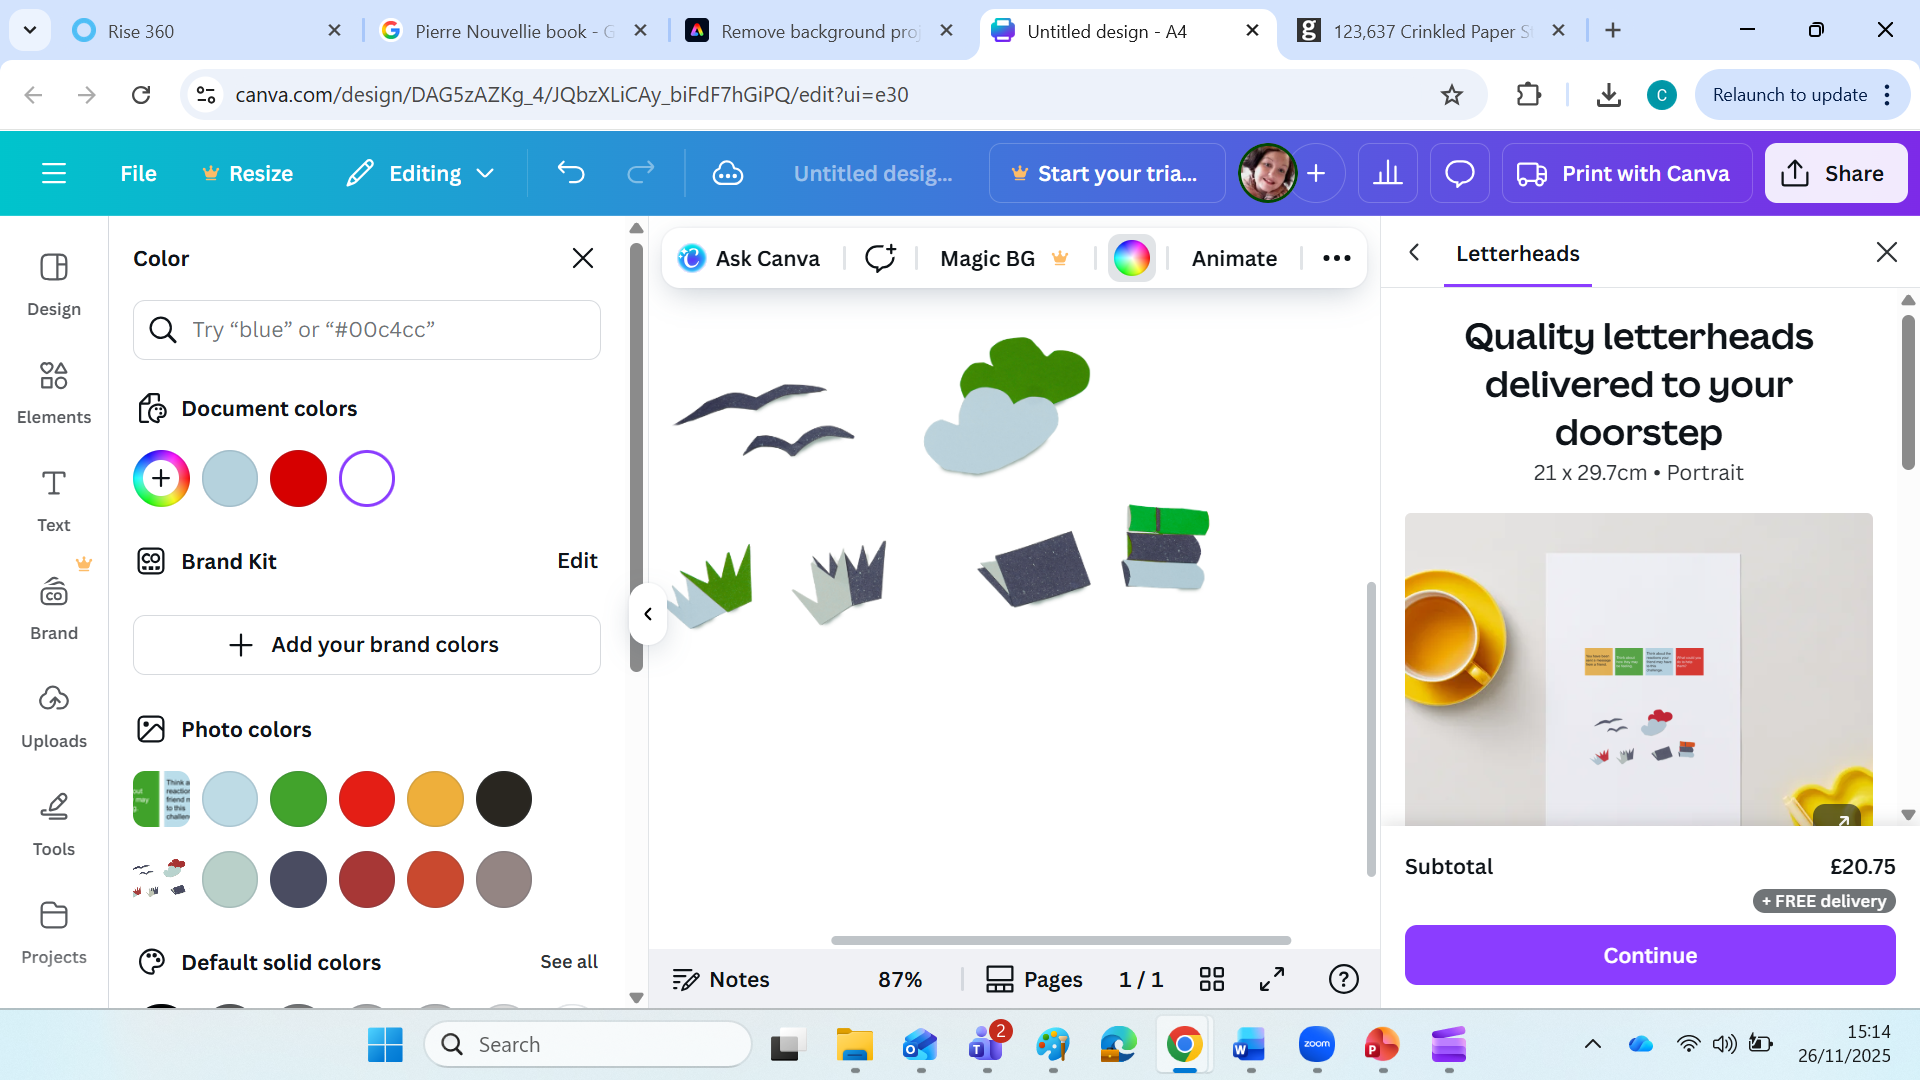 Rise 360
Pierre Nouvellie book - G
Remove background proj
Untitled design - A4
123,637 Crinkled Paper St
canva.com/design/DAG5zAZKg_4/JQbzXLiCAy_biFdF7hGiPQ/edit?ui=e30
C
Relaunch to update
File
Resize
Editing
Untitled desig...
Start your tria...
Print with Canva
Share
Design
Elements
Text
Brand
Uploads
Tools
Projects
Color
Try “blue” or “#00c4cc”
Document colors
Brand Kit
Edit
Add your brand colors
Photo colors
Default solid colors
See all
Ask Canva
Magic BG
Animate
Notes
87%
Pages
1 / 1
Letterheads
Quality letterheads
delivered to your
doorstep
21 x 29.7cm • Portrait
Subtotal
£20.75
+ FREE delivery
Continue
Search
2
zoom
15:14
26/11/2025